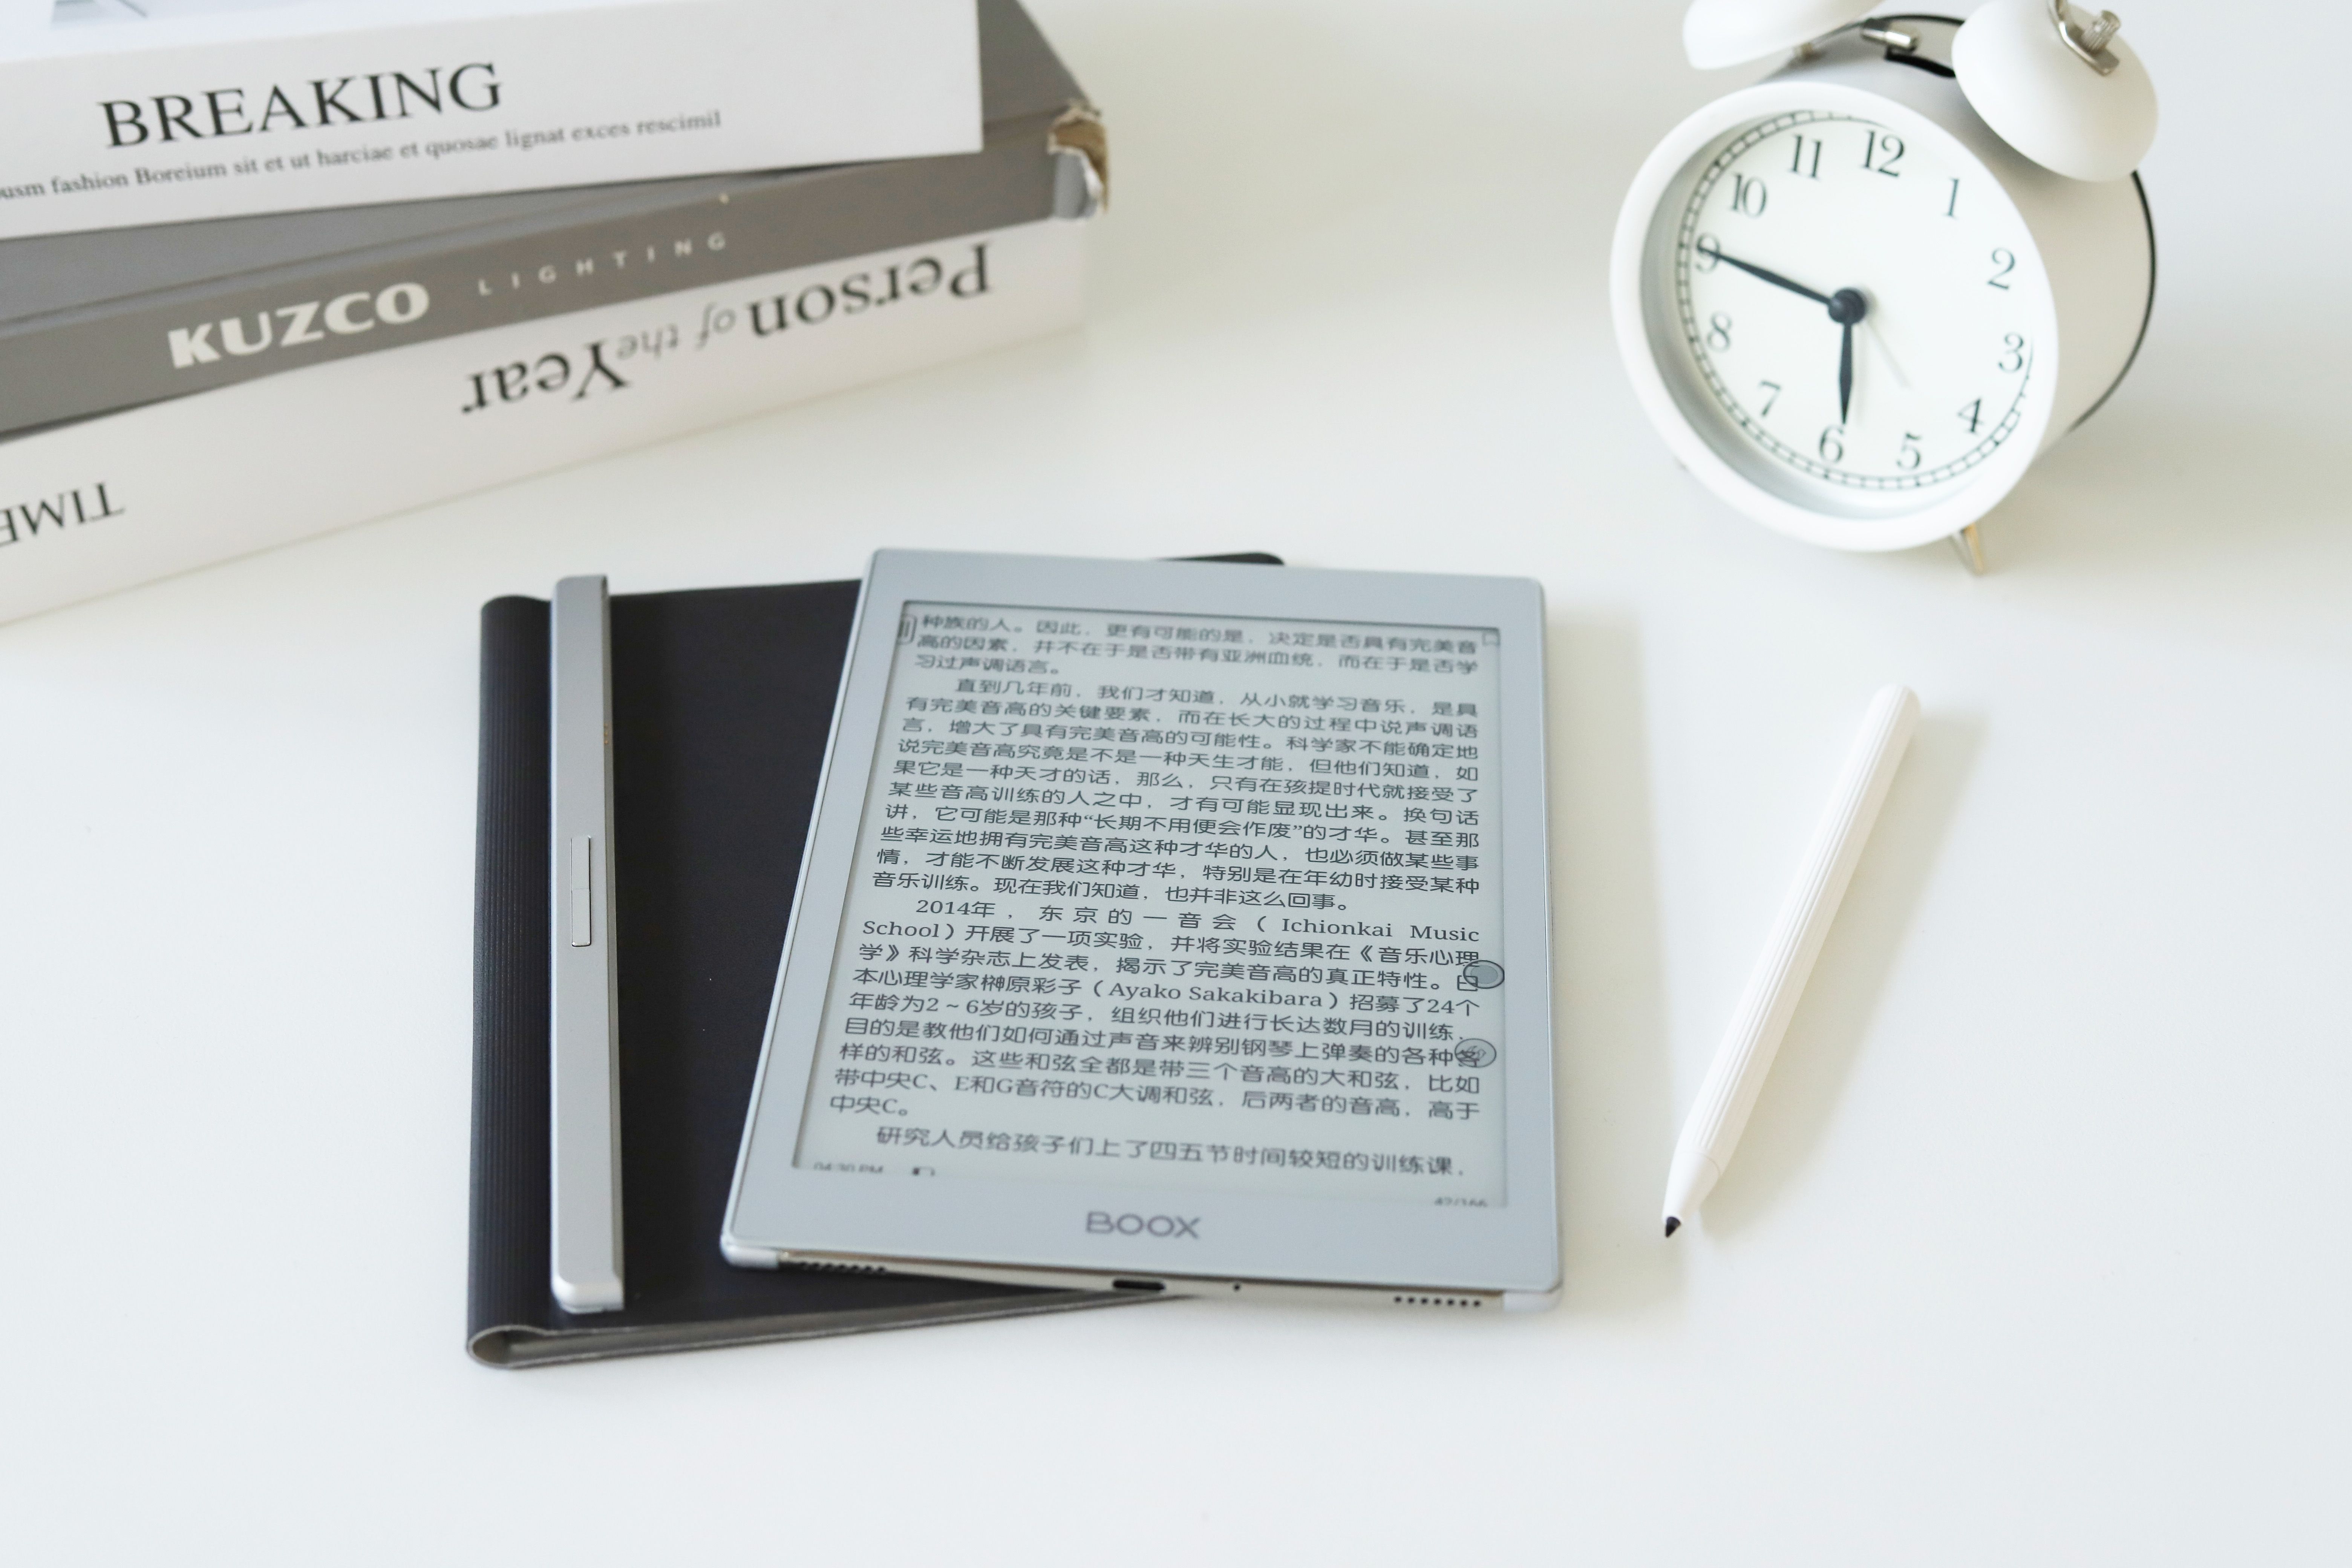 BREAKING
fashion Boreium sit et ut harciae et quosae lignat exces rescimil
KUZCO LIGHTING
Person of the Year
TIME
12
1
2
3
4
5
6
7
8
9
10
11
种族的人。因此，更有可能的是，决定是否具有完美音
高的因素，并不在于是否带有亚洲血统，而在于是否学
习过声调语言。
直到几年前，我们才知道，从小就学习音乐，是具
有完美音高的关键要素，而在长大的过程中说声调语
言，增大了具有完美音高的可能性。科学家不能确定地
说完美音高究竟是不是一种天生才能，但他们知道，如
果它是一种天才的话，那么，只有在孩提时代就接受了
某些音高训练的人之中，才有可能显现出来。换句话
讲，它可能是那种“长期不用便会作废”的才华。甚至那
些幸运地拥有完美音高这种才华的人，也必须做某些事
情，才能不断发展这种才华，特别是在年幼时接受某种
音乐训练。现在我们知道，也并非这么回事。
2014年，东京的一音会（Ichionkai Music
School）开展了一项实验，并将实验结果在《音乐心理
学》科学杂志上发表，揭示了完美音高的真正特性。日
本心理学家榊原彩子（Ayako Sakakibara）招募了24个
年龄为2～6岁的孩子，组织他们进行长达数月的训练，
目的是教他们如何通过声音来辨别钢琴上弹奏的各种各
样的和弦。这些和弦全都是带三个音高的大和弦，比如
带中央C、E和G音符的C大调和弦，后两者的音高，高于
中央C。
研究人员给孩子们上了四五节时间较短的训练课，
04:30 PM
42/166
BOOX